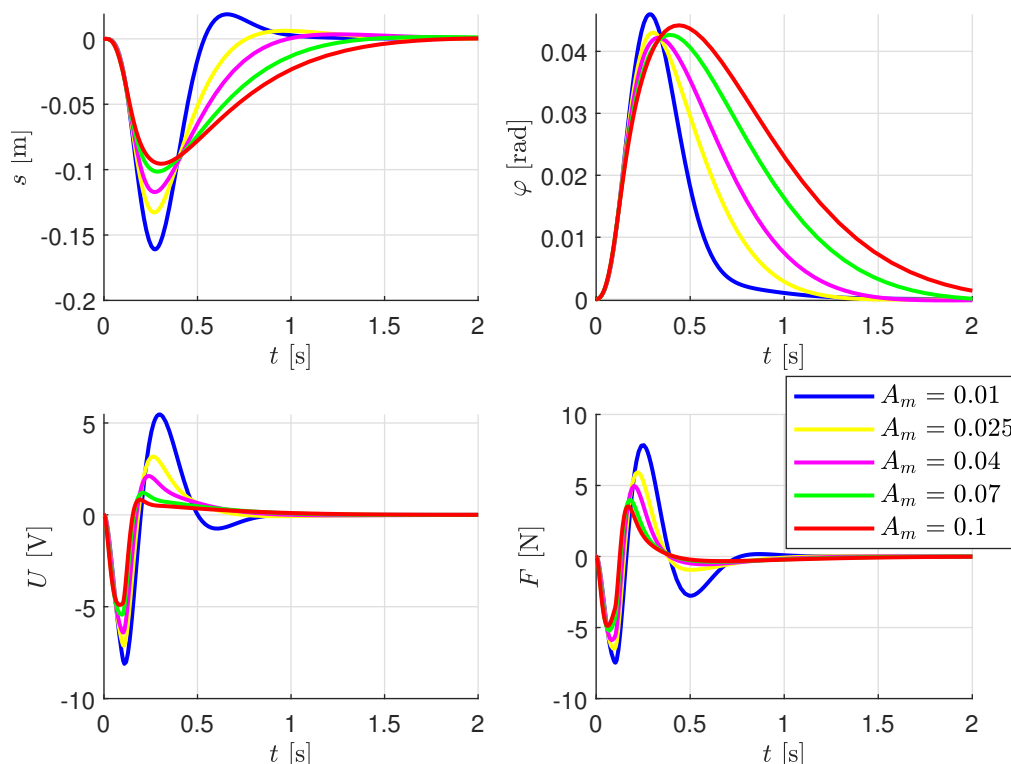 0
-0.05
-0.1
-0.15
-0.2
s [m]
0 0.5 1 1.5 2
t [s]
0.04
0.03
0.02
0.01
0
φ [rad]
0 0.5 1 1.5 2
t [s]
5
0
-5
-10
U [V]
0 0.5 1 1.5 2
t [s]
10
5
0
-5
-10
F [N]
0 0.5 1 1.5 2
t [s]
A_m = 0.01
A_m = 0.025
A_m = 0.04
A_m = 0.07
A_m = 0.1